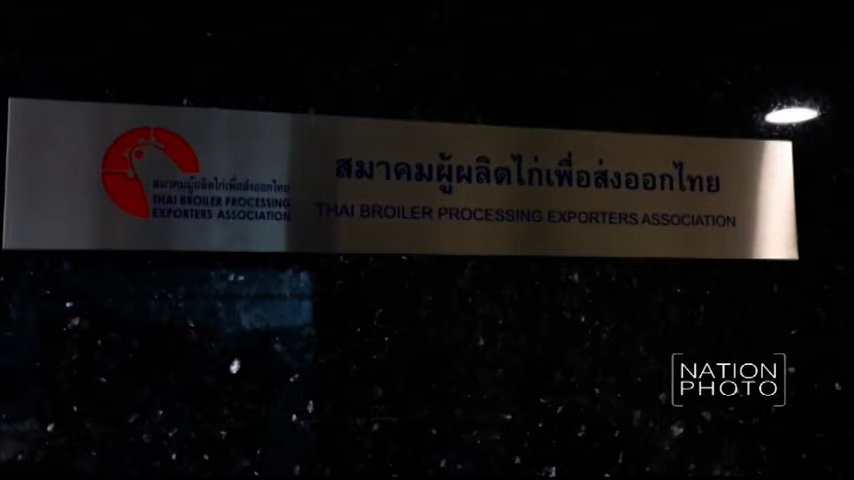 สมาคมผู้ผลิตไก่เพื่อส่งออกไทย
THAI BROILER PROCESSING
EXPORTERS ASSOCIATION
สมาคมผู้ผลิตไก่เพื่อส่งออกไทย
THAI BROILER PROCESSING EXPORTERS ASSOCIATION
NATION
PHOTO